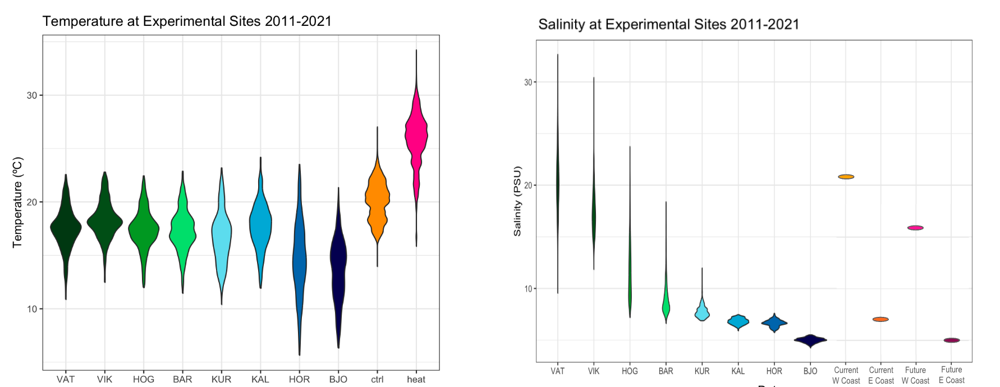 Temperature at Experimental Sites 2011-2021
Temperature (ºC)
30
20
10
VAT VIK HOG BAR KUR KAL HOR BJO ctrl heat
Salinity at Experimental Sites 2011-2021
Salinity (PSU)
30
20
10
VAT VIK HOG BAR KUR KAL HOR BJO Current Current Future Future
W Coast E Coast W Coast E Coast